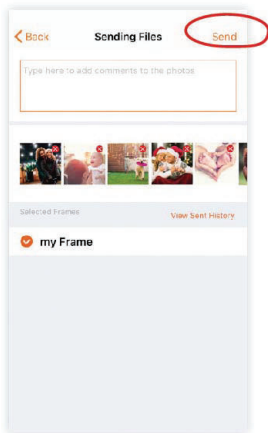 Back Sending Files Send
Type here to add comments to the photos
Selected Frames View Sent History
my Frame